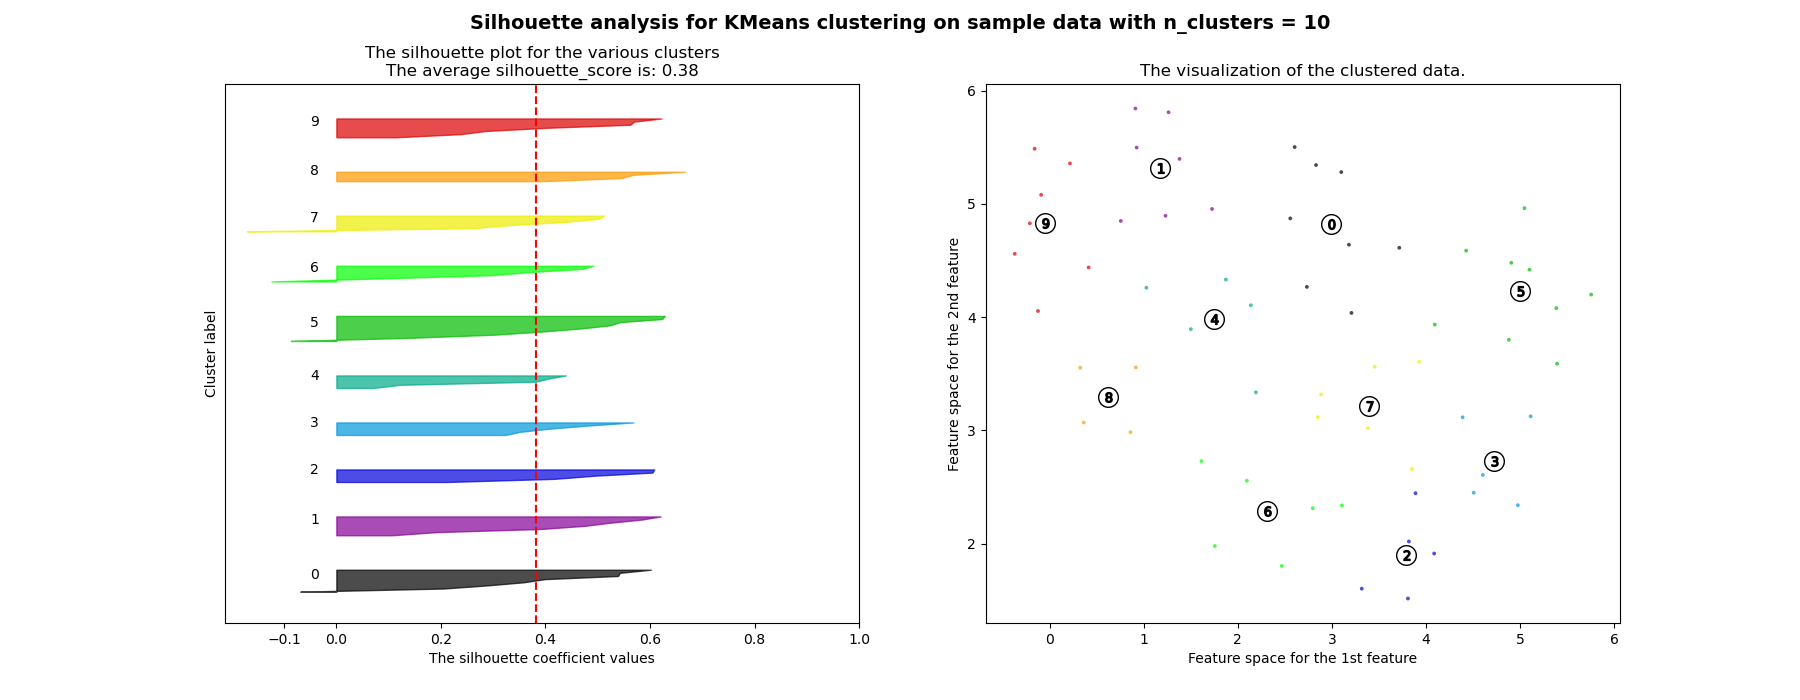 Silhouette analysis for KMeans clustering on sample data with n_clusters = 10
The silhouette plot for the various clusters
The average silhouette_score is: 0.38
9
8
7
6
5
4
3
2
1
0
Cluster label
−0.1 0.0 0.2 0.4 0.6 0.8 1.0
The silhouette coefficient values
The visualization of the clustered data.
6
5
4
3
2
Feature space for the 2nd feature
1
9
0
5
4
8
7
3
6
2
0 1 2 3 4 5 6
Feature space for the 1st feature